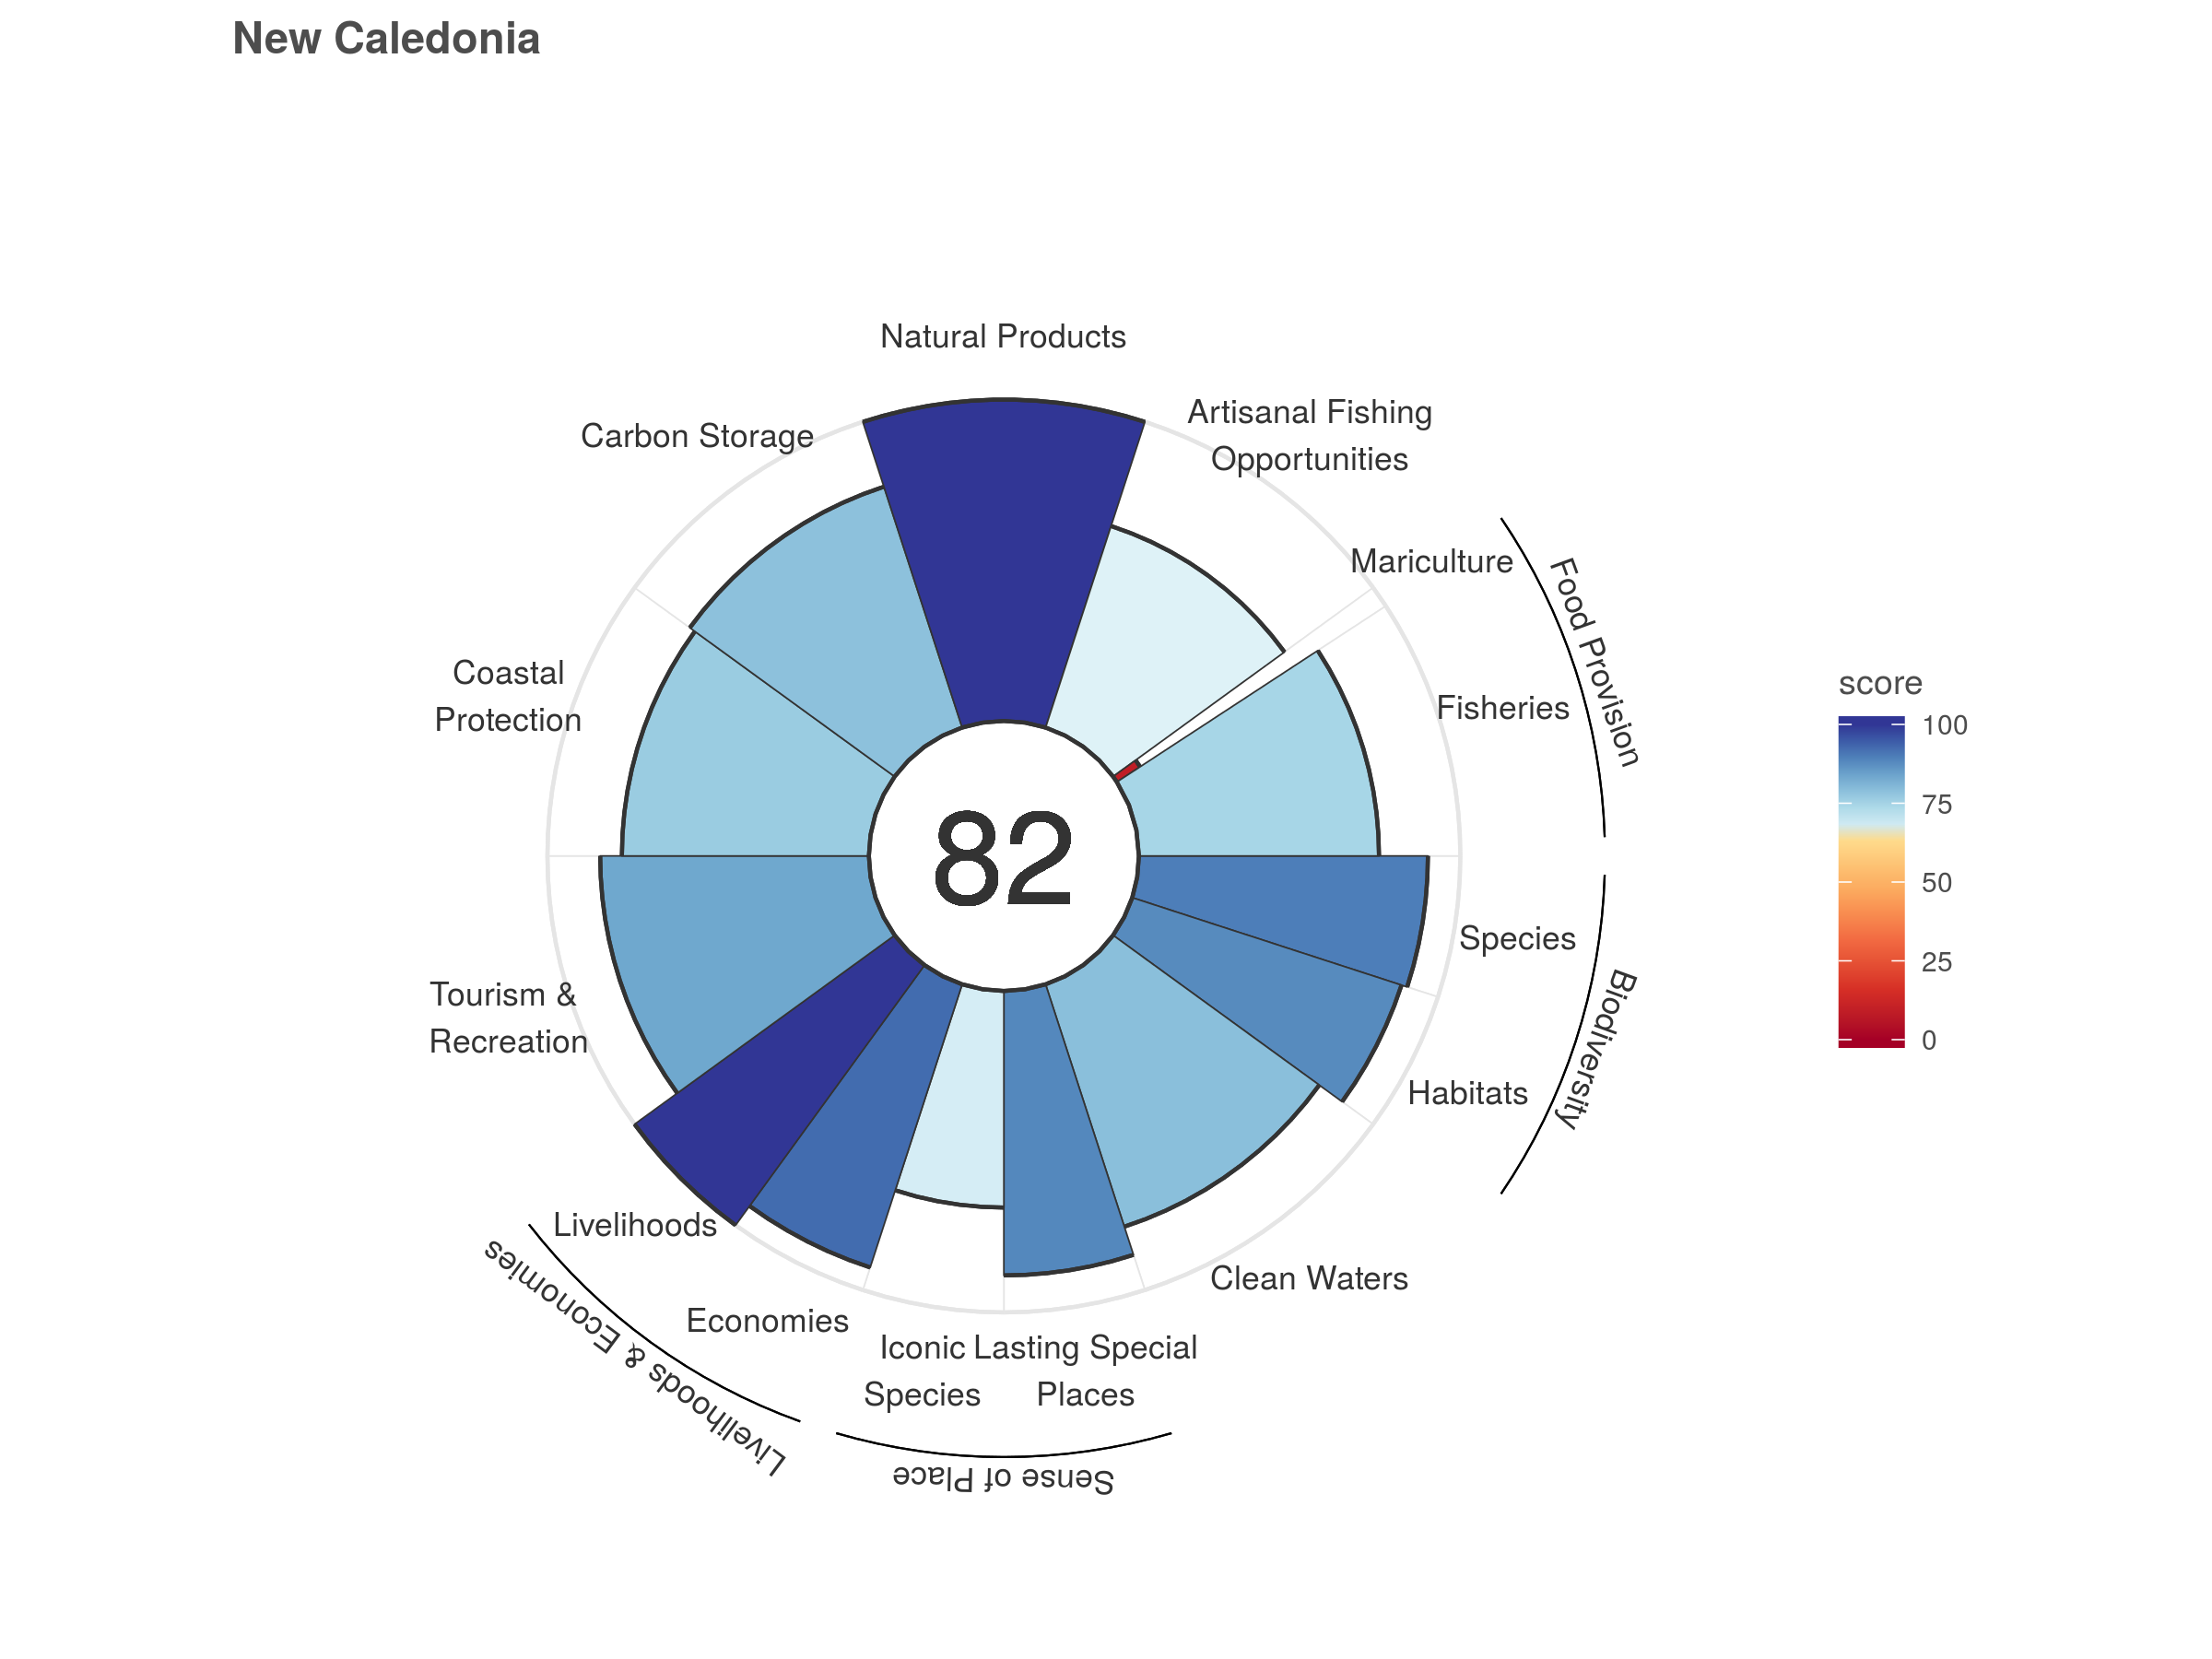 New Caledonia
Natural Products
Artisanal Fishing
Opportunities
Carbon Storage
Mariculture
Food Provision
Fisheries
Coastal
Protection
score
100
75
50
25
0
82
Species
Biodiversity
Habitats
Tourism &
Recreation
Livelihoods
Livelihoods & Economies
Economies
Clean Waters
Iconic
Species
Lasting Special
Places
Sense of Place